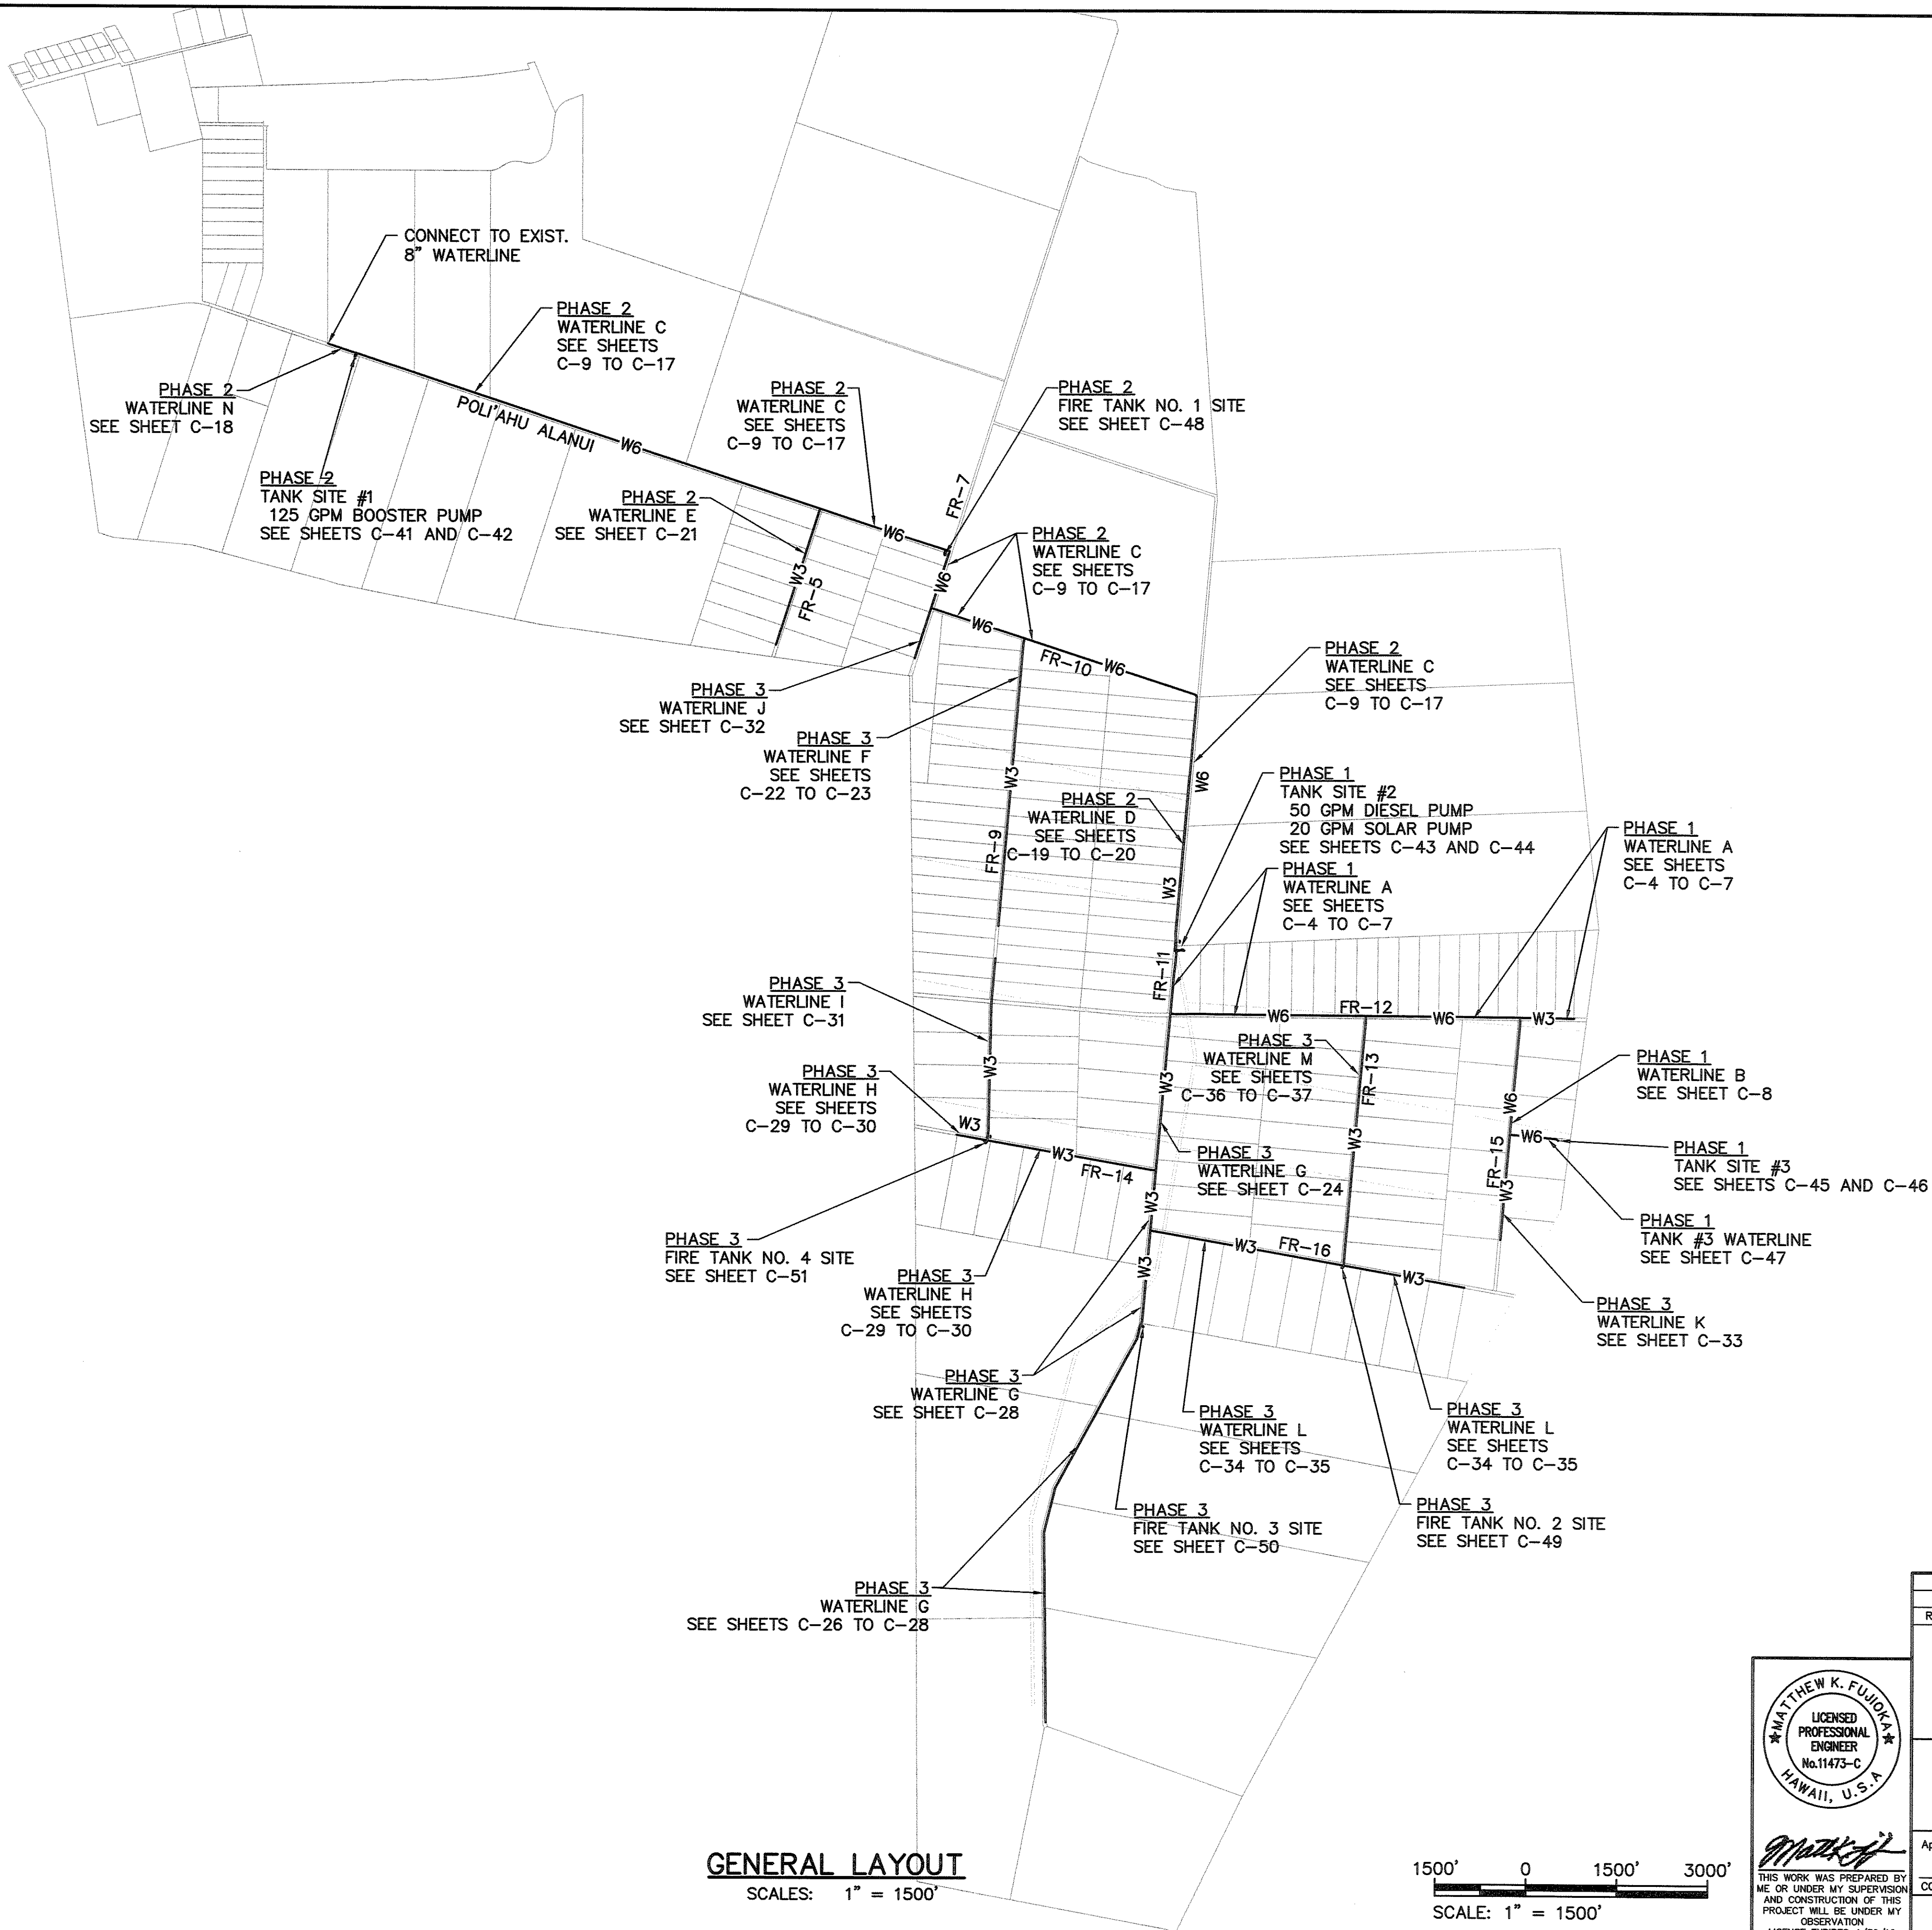 CONNECT TO EXIST.
8" WATERLINE
PHASE 2
WATERLINE C
SEE SHEETS
C-9 TO C-17
PHASE 2
WATERLINE N
SEE SHEET C-18
POLI'AHU ALANUI
W6
PHASE 2
WATERLINE C
SEE SHEETS
C-9 TO C-17
PHASE 2
FIRE TANK NO. 1 SITE
SEE SHEET C-48
PHASE 2
TANK SITE #1
125 GPM BOOSTER PUMP
SEE SHEETS C-41 AND C-42
PHASE 2
WATERLINE E
SEE SHEET C-21
W6
FR-7
PHASE 2
WATERLINE C
SEE SHEETS
C-9 TO C-17
W3
FR-5
W6
W6
FR-10
W6
PHASE 2
WATERLINE C
SEE SHEETS
C-9 TO C-17
PHASE 3
WATERLINE J
SEE SHEET C-32
PHASE 3
WATERLINE F
SEE SHEETS
C-22 TO C-23
W3
W6
PHASE 1
TANK SITE #2
50 GPM DIESEL PUMP
20 GPM SOLAR PUMP
SEE SHEETS C-43 AND C-44
PHASE 2
WATERLINE D
SEE SHEETS
C-19 TO C-20
FR-9
W3
PHASE 1
WATERLINE A
SEE SHEETS
C-4 TO C-7
PHASE 1
WATERLINE A
SEE SHEETS
C-4 TO C-7
FR-11
PHASE 3
WATERLINE I
SEE SHEET C-31
W6
FR-12
W6
W3
PHASE 3
WATERLINE M
SEE SHEETS
C-36 TO C-37
FR-13
PHASE 1
WATERLINE B
SEE SHEET C-8
W3
W3
PHASE 3
WATERLINE H
SEE SHEETS
C-29 TO C-30
W3
W3
FR-14
W3
W6
W6
FR-15
W3
PHASE 1
TANK SITE #3
SEE SHEETS C-45 AND C-46
PHASE 3
WATERLINE G
SEE SHEET C-24
W3
PHASE 1
TANK #3 WATERLINE
SEE SHEET C-47
PHASE 3
FIRE TANK NO. 4 SITE
SEE SHEET C-51
W3
W3
FR-16
W3
PHASE 3
WATERLINE H
SEE SHEETS
C-29 TO C-30
PHASE 3
WATERLINE K
SEE SHEET C-33
PHASE 3
WATERLINE G
SEE SHEET C-28
PHASE 3
WATERLINE L
SEE SHEETS
C-34 TO C-35
PHASE 3
WATERLINE L
SEE SHEETS
C-34 TO C-35
PHASE 3
FIRE TANK NO. 3 SITE
SEE SHEET C-50
PHASE 3
FIRE TANK NO. 2 SITE
SEE SHEET C-49
PHASE 3
WATERLINE G
SEE SHEETS C-26 TO C-28
GENERAL LAYOUT
SCALES: 1" = 1500'
1500' 0 1500' 3000'
SCALE: 1" = 1500'
MATTHEW K. FUJIOKA
LICENSED
PROFESSIONAL
ENGINEER
No.11473-C
HAWAII, U.S.A
THIS WORK WAS PREPARED BY
ME OR UNDER MY SUPERVISION
AND CONSTRUCTION OF THIS
PROJECT WILL BE UNDER MY
OBSERVATION